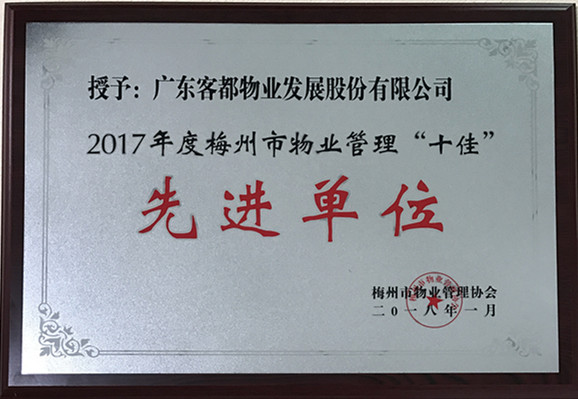 授予：广东客都物业发展股份有限公司
2017年度梅州市物业管理“十佳”
先进单位
梅州市物业管理协会
二〇一八年一月